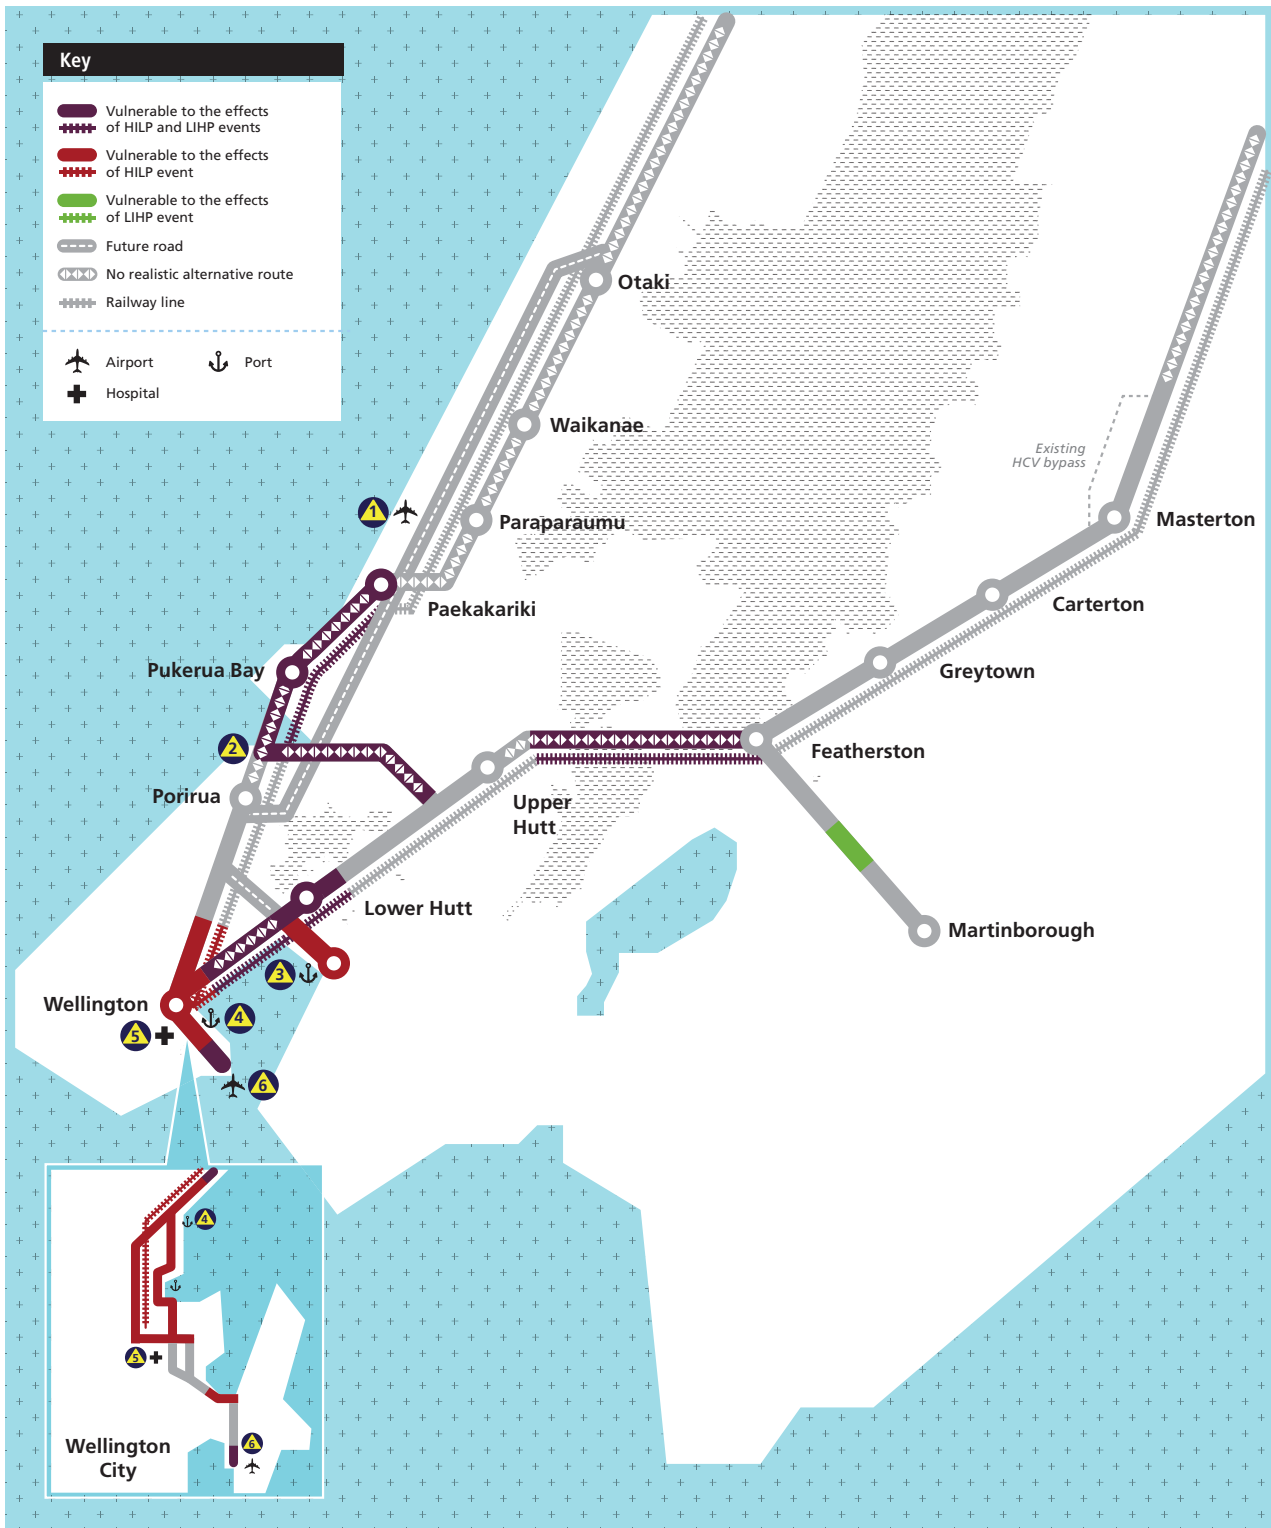 Key
Vulnerable to the effects
of HILP and LIHP events
Vulnerable to the effects
of HILP event
Vulnerable to the effects
of LIHP event
Future road
No realistic alternative route
Railway line
Airport
Port
Hospital
Otaki
Waikanae
Existing
HCV bypass
1
Paraparaumu
Masterton
Paekakariki
Carterton
Pukerua Bay
Greytown
2
Featherston
Porirua
Upper
Hutt
Lower Hutt
Martinborough
3
Wellington
4
5
6
4
5
6
Wellington
City